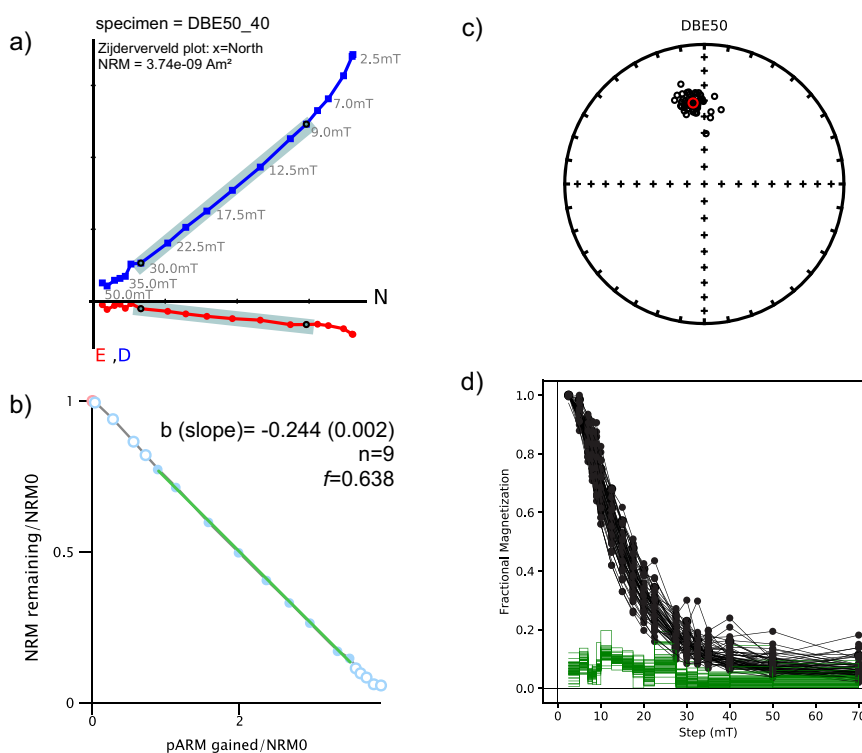 a)
specimen = DBE50_40
Zijderverveld plot: x=North
NRM = 3.74e-09 Am²
2.5mT
7.0mT
9.0mT
12.5mT
17.5mT
22.5mT
30.0mT
35.0mT
50.0mT
N
E ,D
b)
b (slope)= -0.244 (0.002)
n=9
f=0.638
NRM remaining/NRM0
1
0.5
0
0
2
pARM gained/NRM0
c)
DBE50
d)
Fractional Magnetization
1.0
0.8
0.6
0.4
0.2
0.0
0
10
20
30
40
50
60
70
Step (mT)